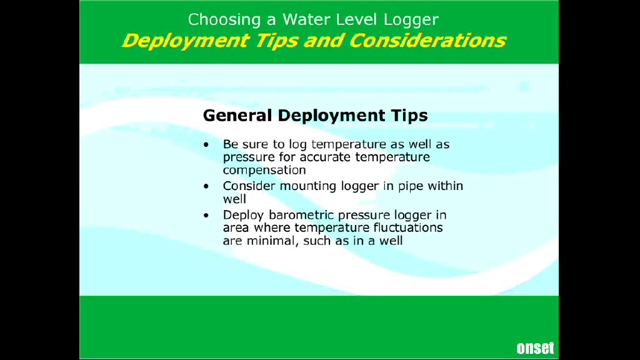 Choosing a Water Level Logger
Deployment Tips and Considerations
General Deployment Tips
• Be sure to log temperature as well as
pressure for accurate temperature
compensation
• Consider mounting logger in pipe within
well
• Deploy barometric pressure logger in
area where temperature fluctuations
are minimal, such as in a well
onset